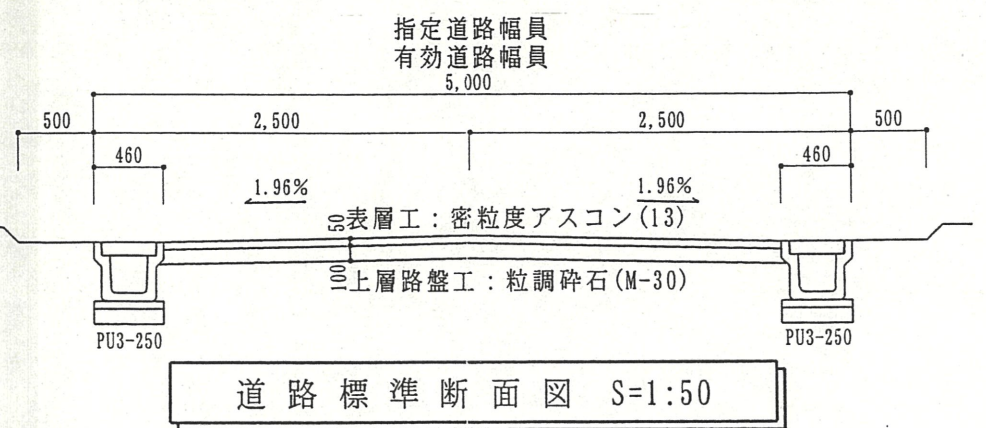 指定道路幅員
有効道路幅員
5,000
500 2,500 2,500 500
460 460
1.96% 1.96%
50
表層工：密粒度アスコン(13)
100
上層路盤工：粒調砕石(M-30)
PU3-250 PU3-250
道路標準断面図 S=1:50